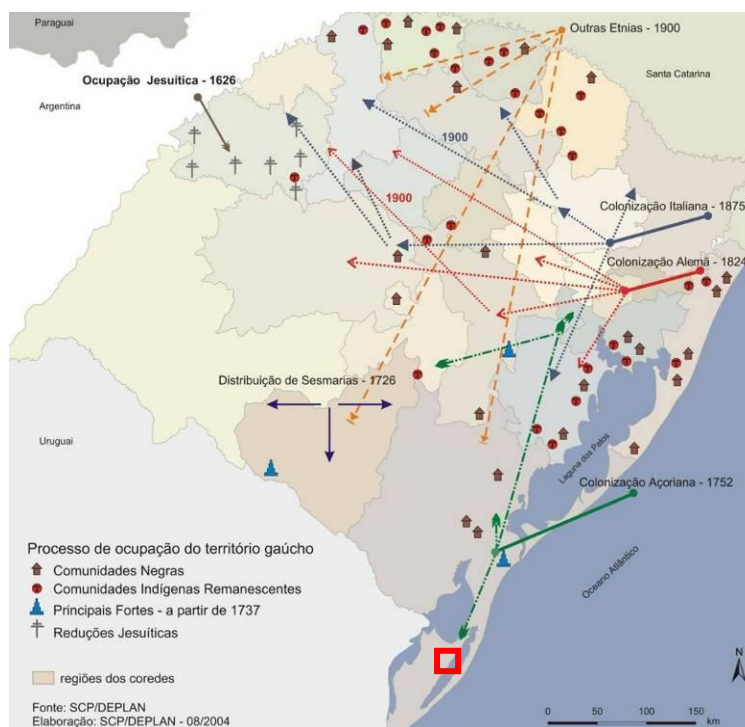 Paraguai
Outras Etnias - 1900
Santa Catarina
Ocupação Jesuítica - 1626
Argentina
1900
1900
Colonização Italiana - 1875
Colonização Alemã - 1824
Distribuição de Sesmarias - 1726
Uruguai
Laguna dos Patos
Colonização Açoriana - 1752
Oceano Atlântico
Processo de ocupação do território gaúcho
Comunidades Negras
Comunidades Indígenas Remanescentes
Principais Fortes - a partir de 1737
Reduções Jesuíticas
regiões dos coredes
Fonte: SCP/DEPLAN
Elaboração: SCP/DEPLAN - 08/2004
N
0 50 100 150
km